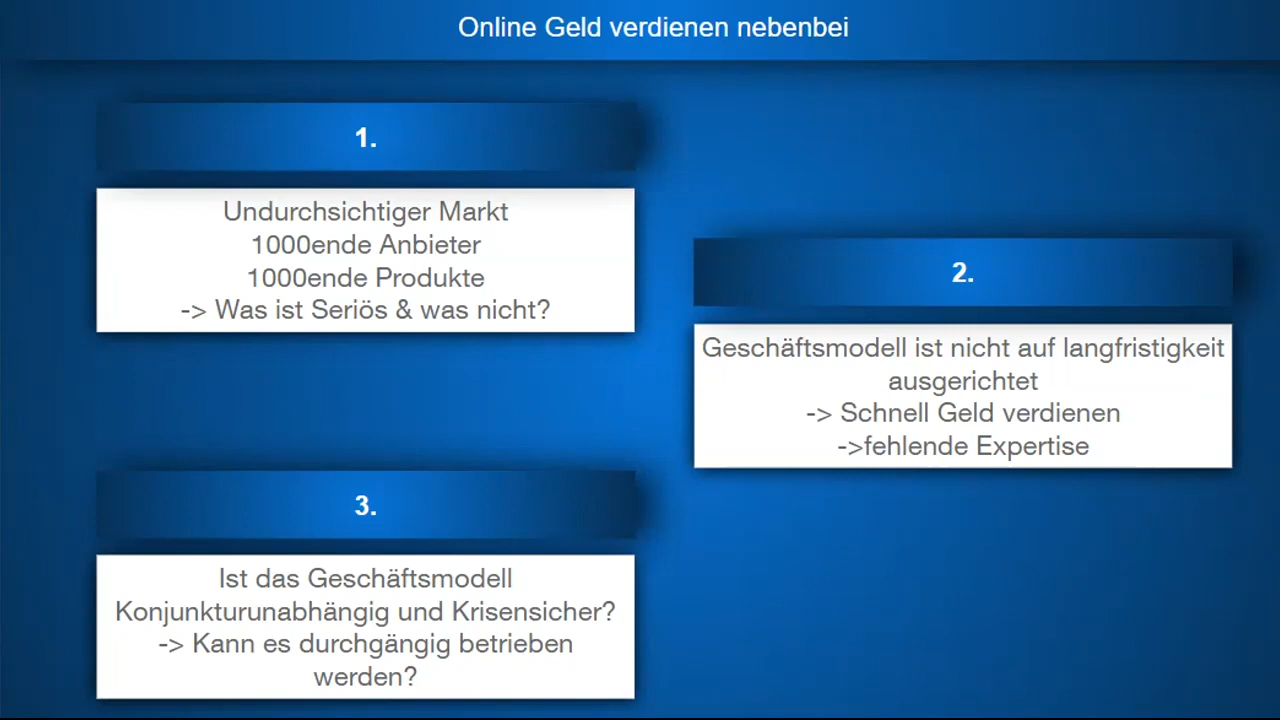 Online Geld verdienen nebenbei
1.
Undurchsichtiger Markt
1000ende Anbieter
1000ende Produkte
-> Was ist Seriös & was nicht?
2.
Geschäftsmodell ist nicht auf langfristigkeit
ausgerichtet
-> Schnell Geld verdienen
->fehlende Expertise
3.
Ist das Geschäftsmodell
Konjunkturunabhängig und Krisensicher?
-> Kann es durchgängig betrieben
werden?